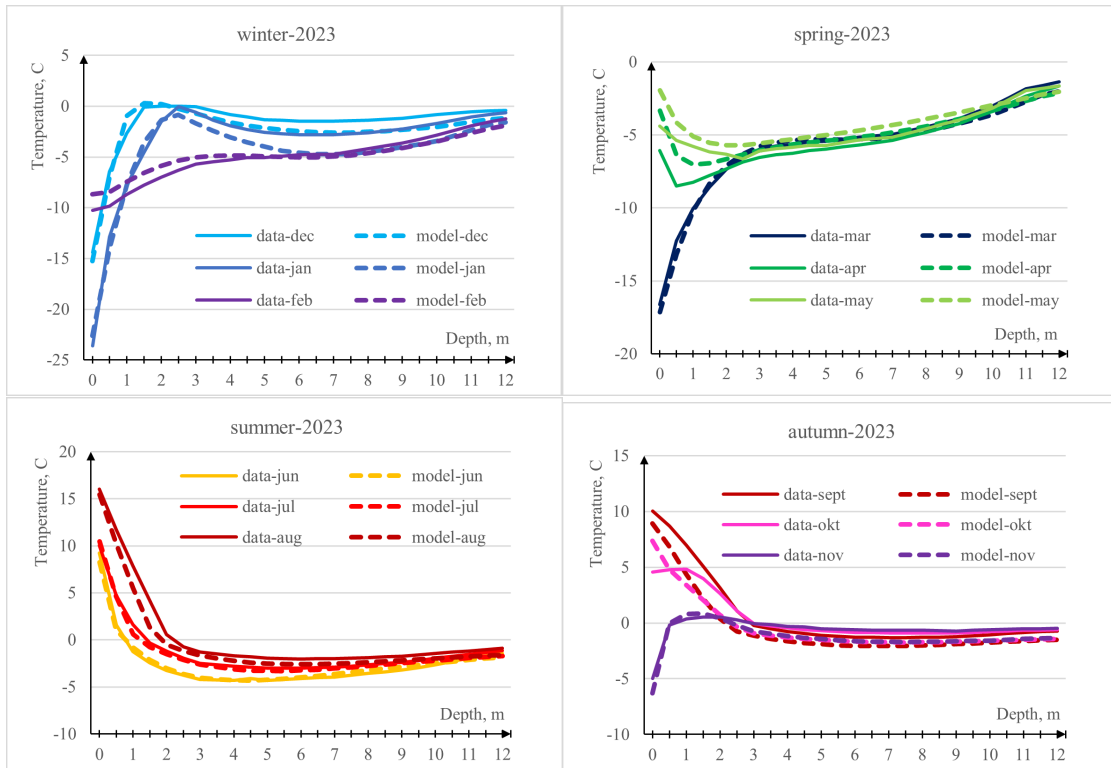 winter-2023
Temperature, C
5
0
-5
-10
-15
-20
-25
data-dec model-dec
data-jan model-jan
data-feb model-feb
Depth, m
0 1 2 3 4 5 6 7 8 9 10 11 12
spring-2023
Temperature, C
0
-5
-10
-15
-20
data-mar model-mar
data-apr model-apr
data-may model-may
Depth, m
0 1 2 3 4 5 6 7 8 9 10 11 12
summer-2023
Temperature, C
20
15
10
5
0
-5
-10
data-jun model-jun
data-jul model-jul
data-aug model-aug
Depth, m
0 1 2 3 4 5 6 7 8 9 10 11 12
autumn-2023
Temperature, C
15
10
5
0
-5
-10
data-sept model-sept
data-okt model-okt
data-nov model-nov
Depth, m
0 1 2 3 4 5 6 7 8 9 10 11 12